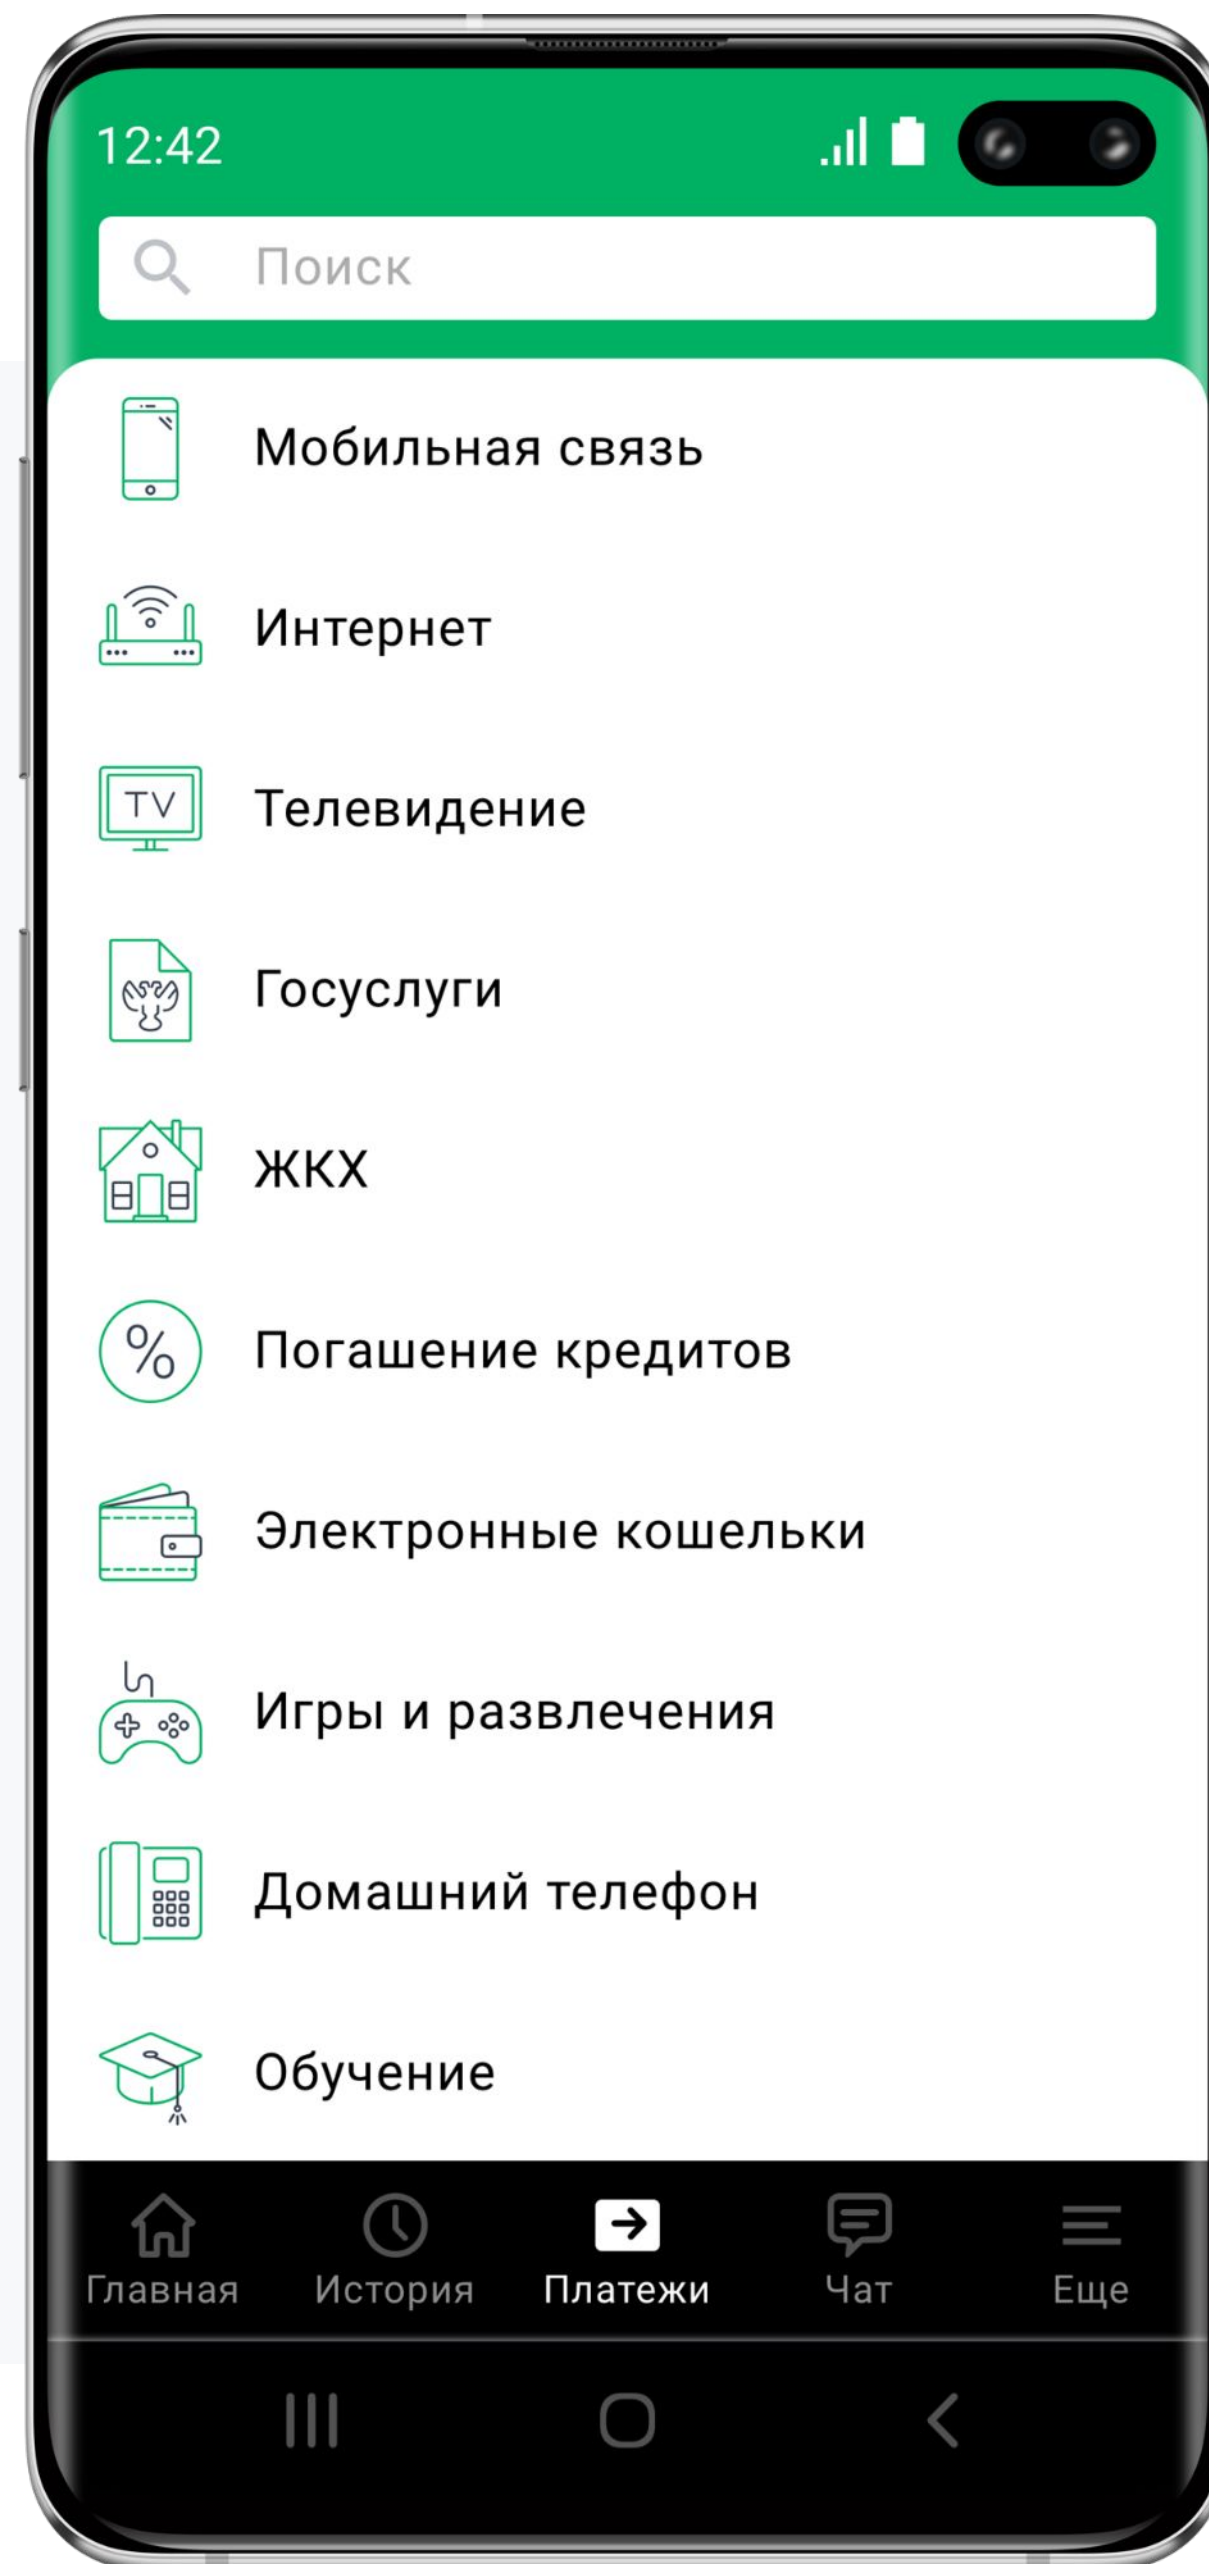 12:42
Поиск
Мобильная связь
Интернет
TV
Телевидение
Госуслуги
ЖКХ
%
Погашение кредитов
Электронные кошельки
Игры и развлечения
Домашний телефон
Обучение
Главная История Платежи Чат Еще